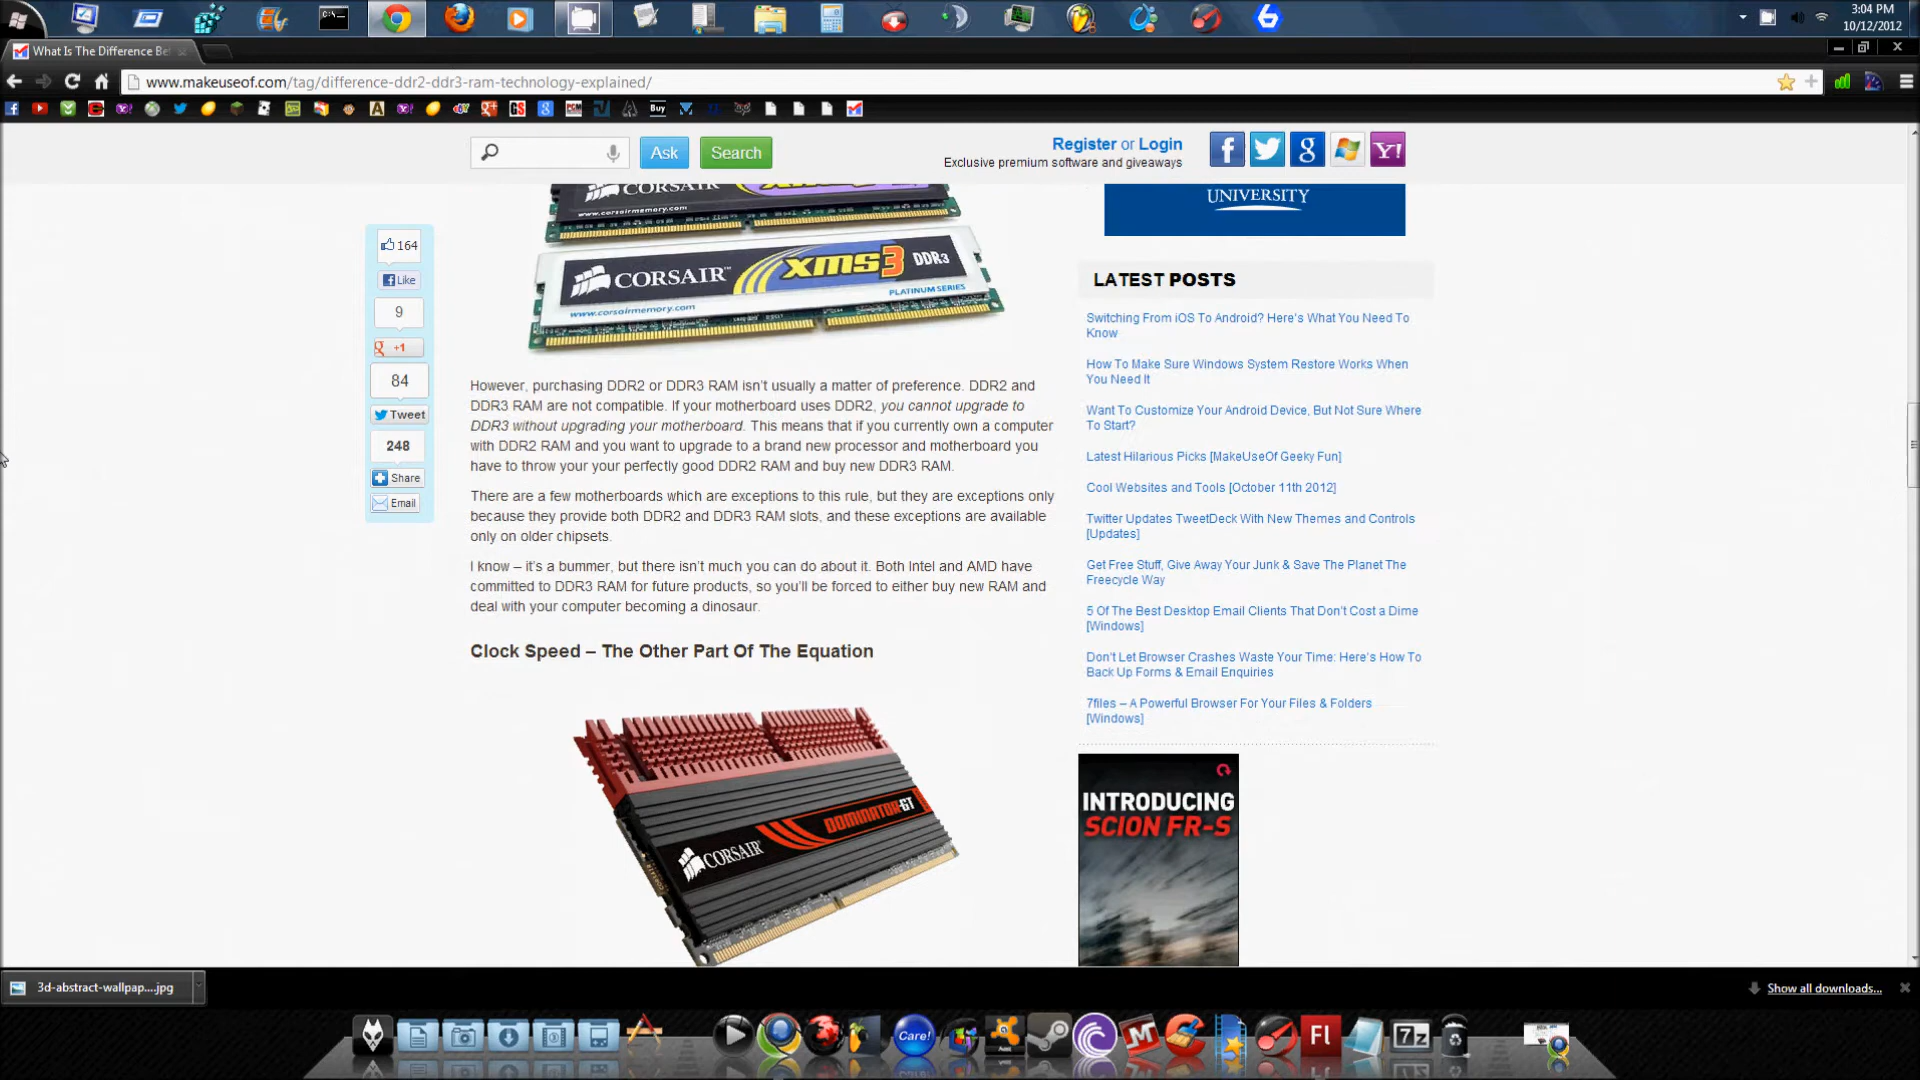 3:04 PM
10/12/2012
What Is The Difference Be
www.makeuseof.com/tag/difference-ddr2-ddr3-ram-technology-explained/
Buy
Ask
Search
Register or Login
Exclusive premium software and giveaways
CORSAIR
www.corsairmemory.com
CORSAIR
xms3 DDR3
PLATINUM SERIES
www.corsairmemory.com
UNIVERSITY
164
Like
9
+1
84
Tweet
248
Share
Email
However, purchasing DDR2 or DDR3 RAM isn't usually a matter of preference. DDR2 and
DDR3 RAM are not compatible. If your motherboard uses DDR2, you cannot upgrade to
DDR3 without upgrading your motherboard. This means that if you currently own a computer
with DDR2 RAM and you want to upgrade to a brand new processor and motherboard you
have to throw your your perfectly good DDR2 RAM and buy new DDR3 RAM.
There are a few motherboards which are exceptions to this rule, but they are exceptions only
because they provide both DDR2 and DDR3 RAM slots, and these exceptions are available
only on older chipsets.
I know – it's a bummer, but there isn't much you can do about it. Both Intel and AMD have
committed to DDR3 RAM for future products, so you'll be forced to either buy new RAM and
deal with your computer becoming a dinosaur.
Clock Speed – The Other Part Of The Equation
CORSAIR
DOMINATOR GT
LATEST POSTS
Switching From iOS To Android? Here's What You Need To
Know
How To Make Sure Windows System Restore Works When
You Need It
Want To Customize Your Android Device, But Not Sure Where
To Start?
Latest Hilarious Picks [MakeUseOf Geeky Fun]
Cool Websites and Tools [October 11th 2012]
Twitter Updates TweetDeck With New Themes and Controls
[Updates]
Get Free Stuff, Give Away Your Junk & Save The Planet The
Freecycle Way
5 Of The Best Desktop Email Clients That Don't Cost a Dime
[Windows]
Don't Let Browser Crashes Waste Your Time: Here's How To
Back Up Forms & Email Enquiries
7files – A Powerful Browser For Your Files & Folders
[Windows]
INTRODUCING
SCION FR-S
3d-abstract-wallpap....jpg
Show all downloads...
Care!
Fl
7z